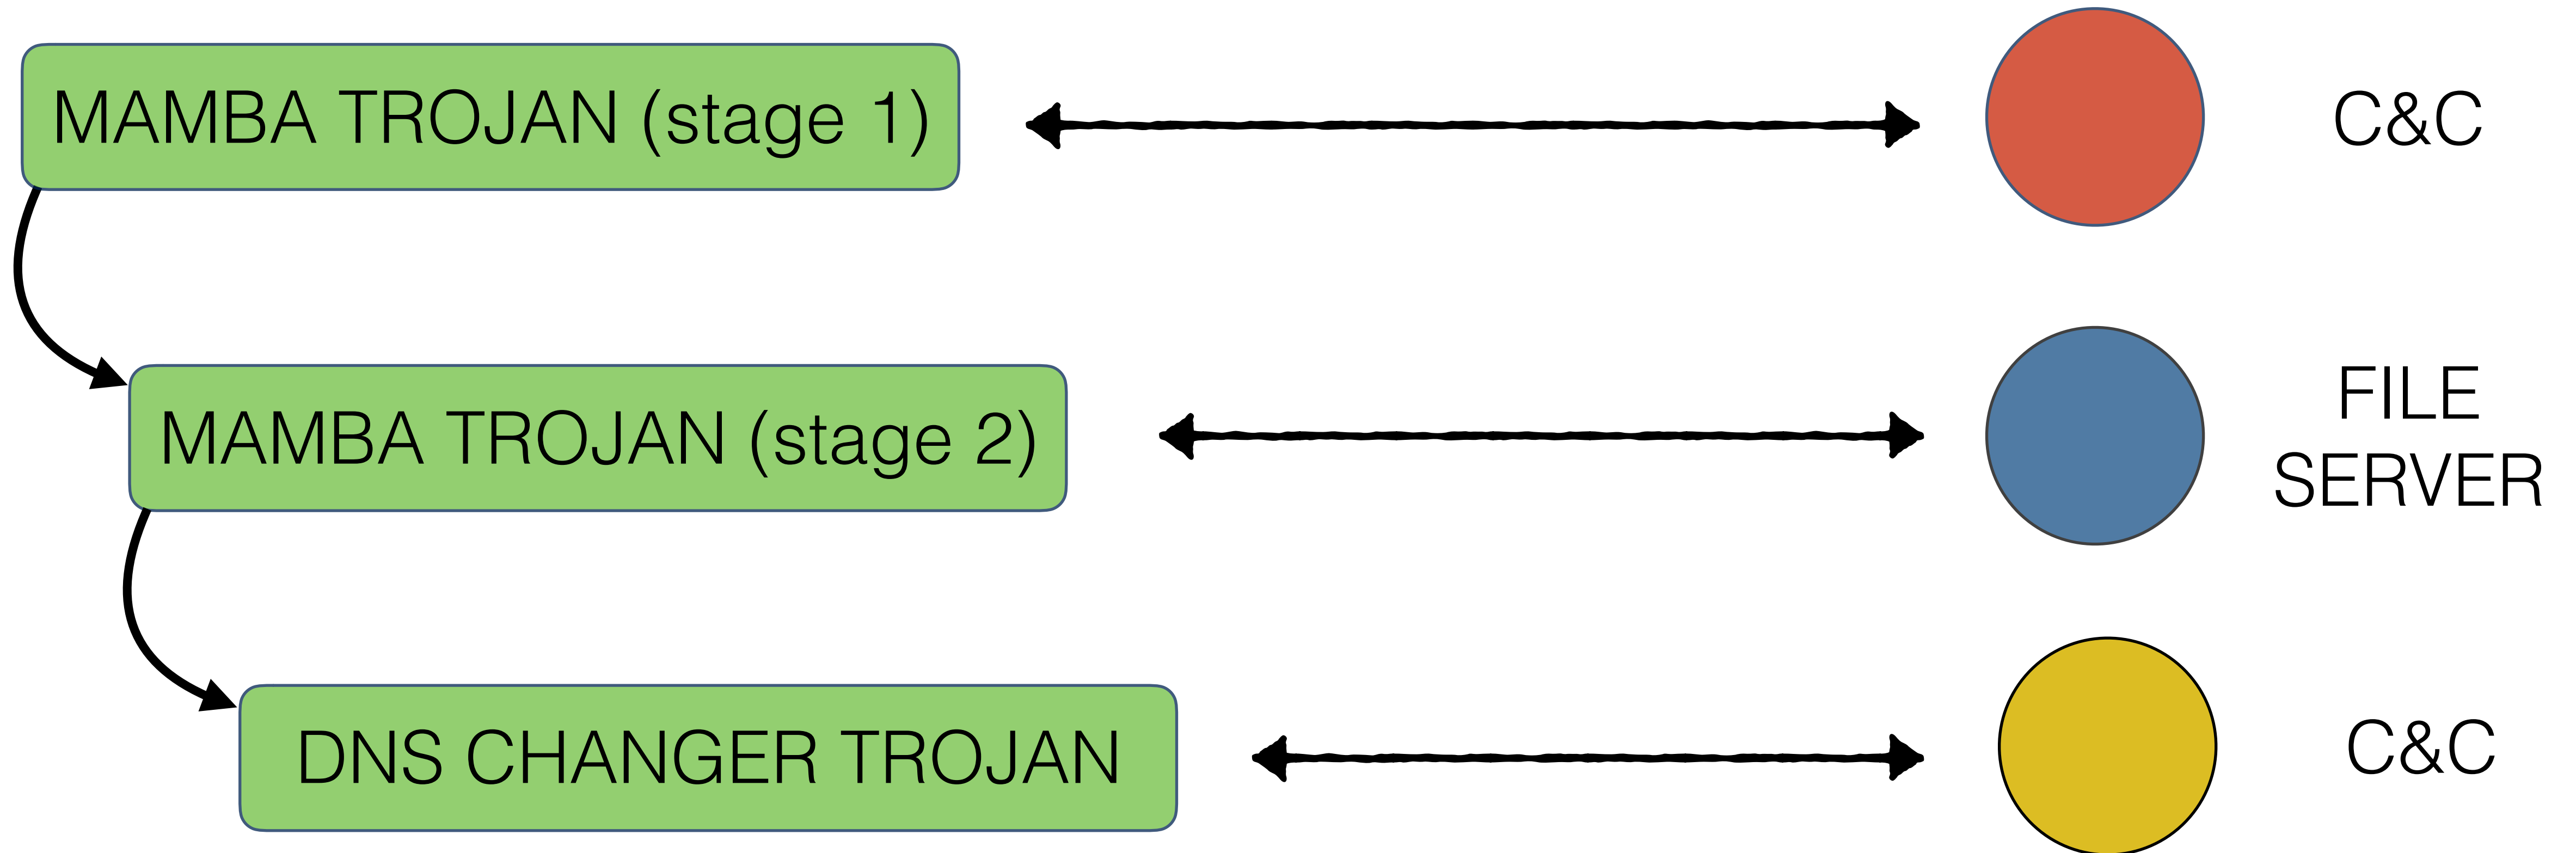 MAMBA TROJAN (stage 1)
C&C
MAMBA TROJAN (stage 2)
FILE
SERVER
DNS CHANGER TROJAN
C&C